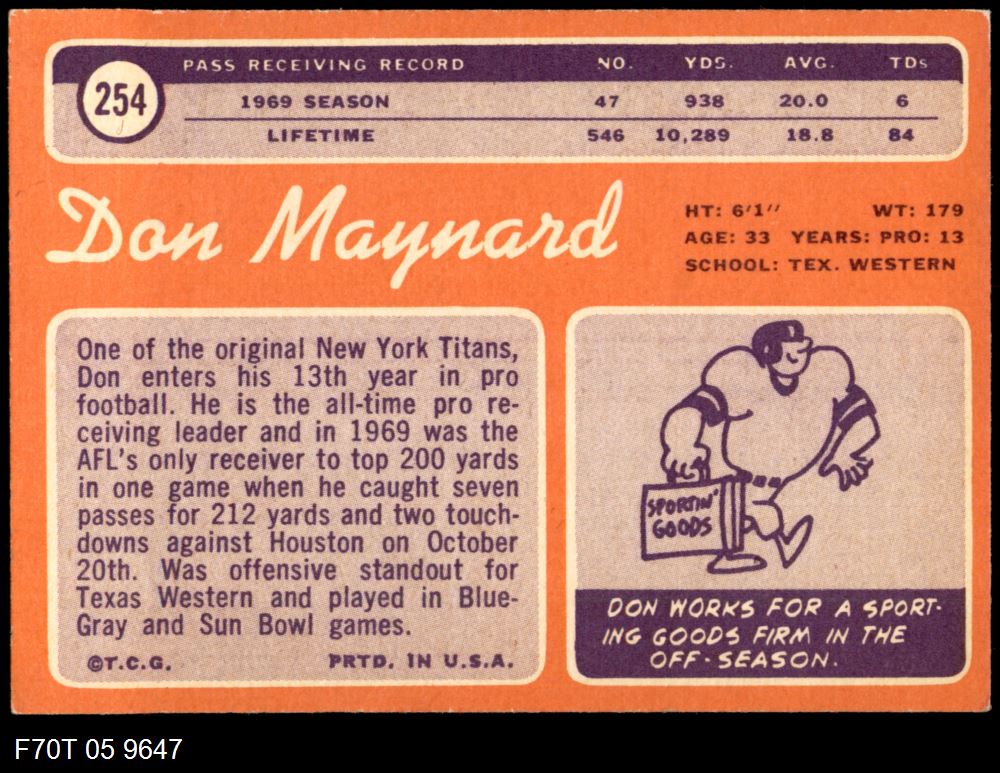 254
PASS RECEIVING RECORD NO. YDS. AVG. TDs
1969 SEASON 47 938 20.0 6
LIFETIME 546 10,289 18.8 84
Don Maynard
HT: 6'1'' WT: 179
AGE: 33 YEARS: PRO: 13
SCHOOL: TEX. WESTERN
One of the original New York Titans,
Don enters his 13th year in pro
football. He is the all-time pro re-
ceiving leader and in 1969 was the
AFL's only receiver to top 200 yards
in one game when he caught seven
passes for 212 yards and two touch-
downs against Houston on October
20th. Was offensive standout for
Texas Western and played in Blue-
Gray and Sun Bowl games.
©T.C.G. PRTD. IN U.S.A.
SPORTIN'
GOODS
DON WORKS FOR A SPORT-
ING GOODS FIRM IN THE
OFF-SEASON.
F70T 05 9647